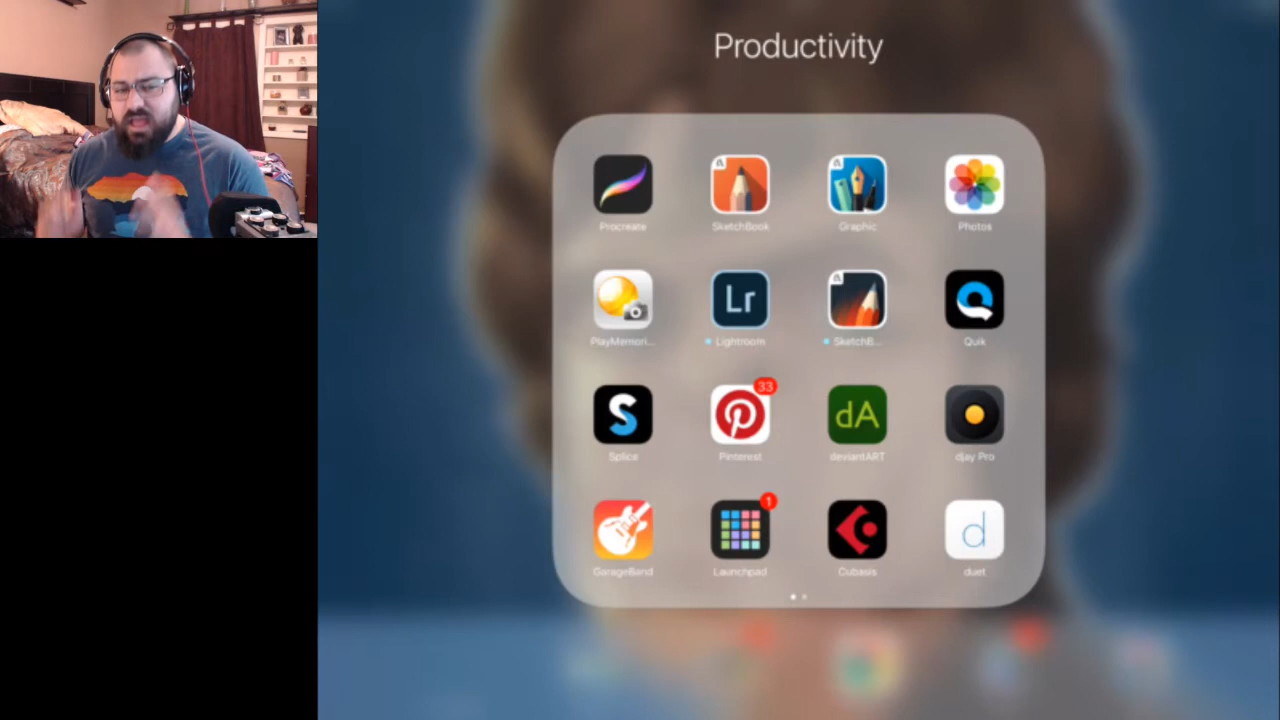 Productivity
Procreate SketchBook Graphic Photos
Lr
PlayMemori... Lightroom SketchB... Quik
33
S dA
Splice Pinterest deviantART djay Pro
1
d
GarageBand Launchpad Cubasis duet